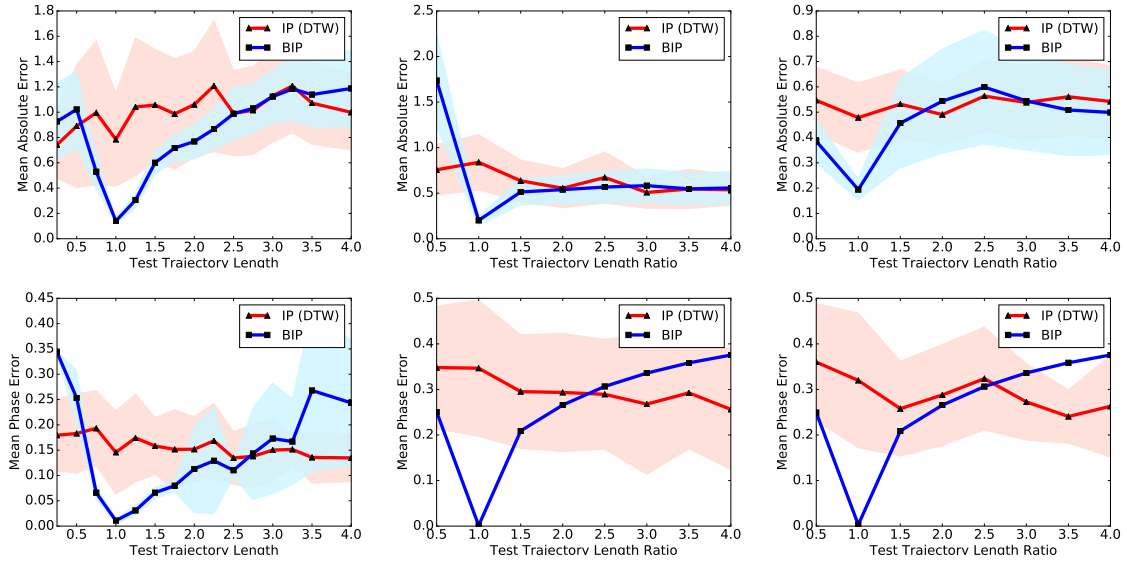 1.8
1.6
1.4
1.2
1.0
0.8
0.6
0.4
0.2
0.0
Mean Absolute Error
IP (DTW)
BIP
0.5 1.0 1.5 2.0 2.5 3.0 3.5 4.0
Test Trajectory Length
2.5
2.0
1.5
1.0
0.5
0.0
Mean Absolute Error
IP (DTW)
BIP
0.5 1.0 1.5 2.0 2.5 3.0 3.5 4.0
Test Trajectory Length Ratio
0.9
0.8
0.7
0.6
0.5
0.4
0.3
0.2
0.1
0.0
Mean Absolute Error
IP (DTW)
BIP
0.5 1.0 1.5 2.0 2.5 3.0 3.5 4.0
Test Trajectory Length Ratio
0.45
0.40
0.35
0.30
0.25
0.20
0.15
0.10
0.05
0.00
Mean Phase Error
IP (DTW)
BIP
0.5 1.0 1.5 2.0 2.5 3.0 3.5 4.0
Test Trajectory Length
0.5
0.4
0.3
0.2
0.1
0.0
Mean Phase Error
IP (DTW)
BIP
0.5 1.0 1.5 2.0 2.5 3.0 3.5 4.0
Test Trajectory Length Ratio
0.5
0.4
0.3
0.2
0.1
0.0
Mean Phase Error
IP (DTW)
BIP
0.5 1.0 1.5 2.0 2.5 3.0 3.5 4.0
Test Trajectory Length Ratio